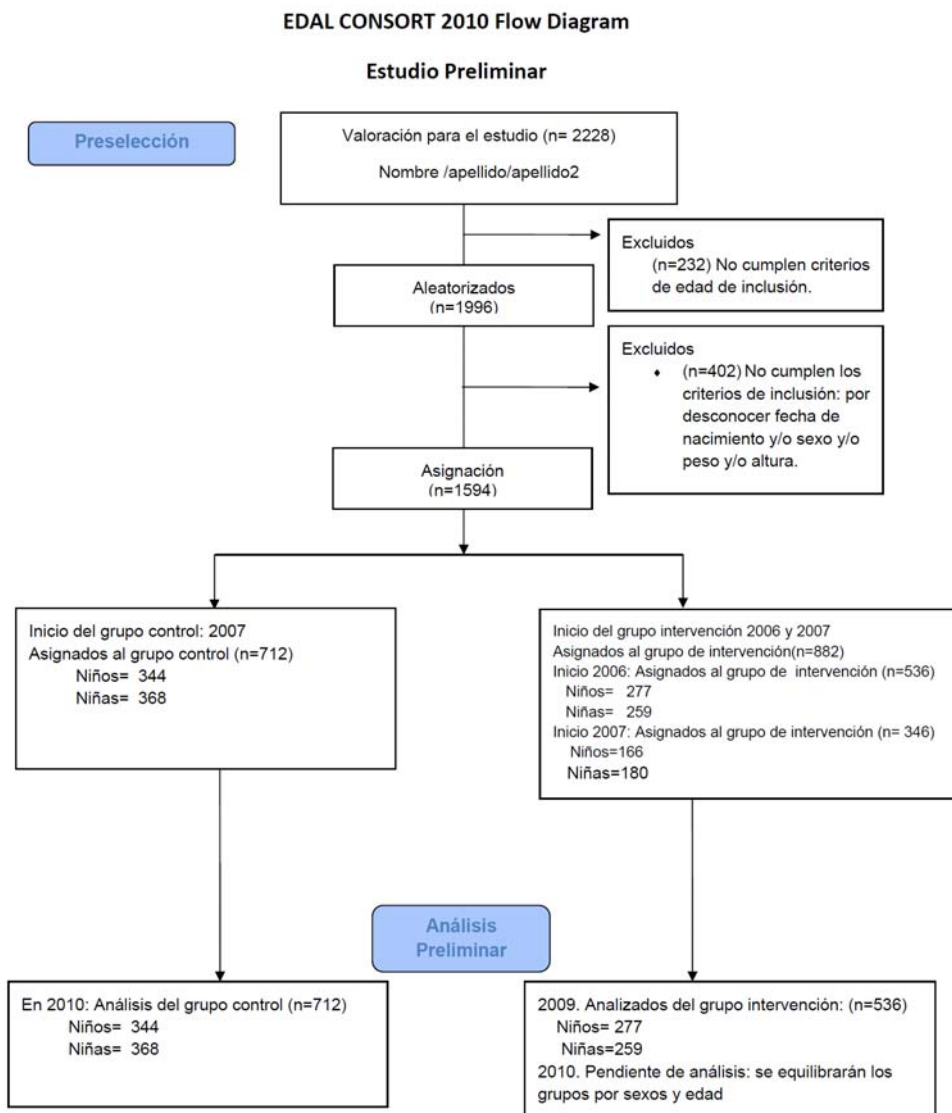 EDAL CONSORT 2010 Flow Diagram
Estudio Preliminar
Preselección
Valoración para el estudio (n= 2228)
Nombre /apellido/apellido2
Excluidos
(n=232) No cumplen criterios
de edad de inclusión.
Aleatorizados
(n=1996)
Excluidos
♦ (n=402) No cumplen los
criterios de inclusión: por
desconocer fecha de
nacimiento y/o sexo y/o
peso y/o altura.
Asignación
(n=1594)
Inicio del grupo control: 2007
Asignados al grupo control (n=712)
Niños= 344
Niñas= 368
Inicio del grupo intervención 2006 y 2007
Asignados al grupo de intervención(n=882)
Inicio 2006: Asignados al grupo de intervención (n=536)
Niños= 277
Niñas= 259
Inicio 2007: Asignados al grupo de intervención (n= 346)
Niños=166
Niñas=180
Análisis
Preliminar
En 2010: Análisis del grupo control (n=712)
Niños= 344
Niñas= 368
2009. Analizados del grupo intervención: (n=536)
Niños= 277
Niñas=259
2010. Pendiente de análisis: se equilibrarán los
grupos por sexos y edad